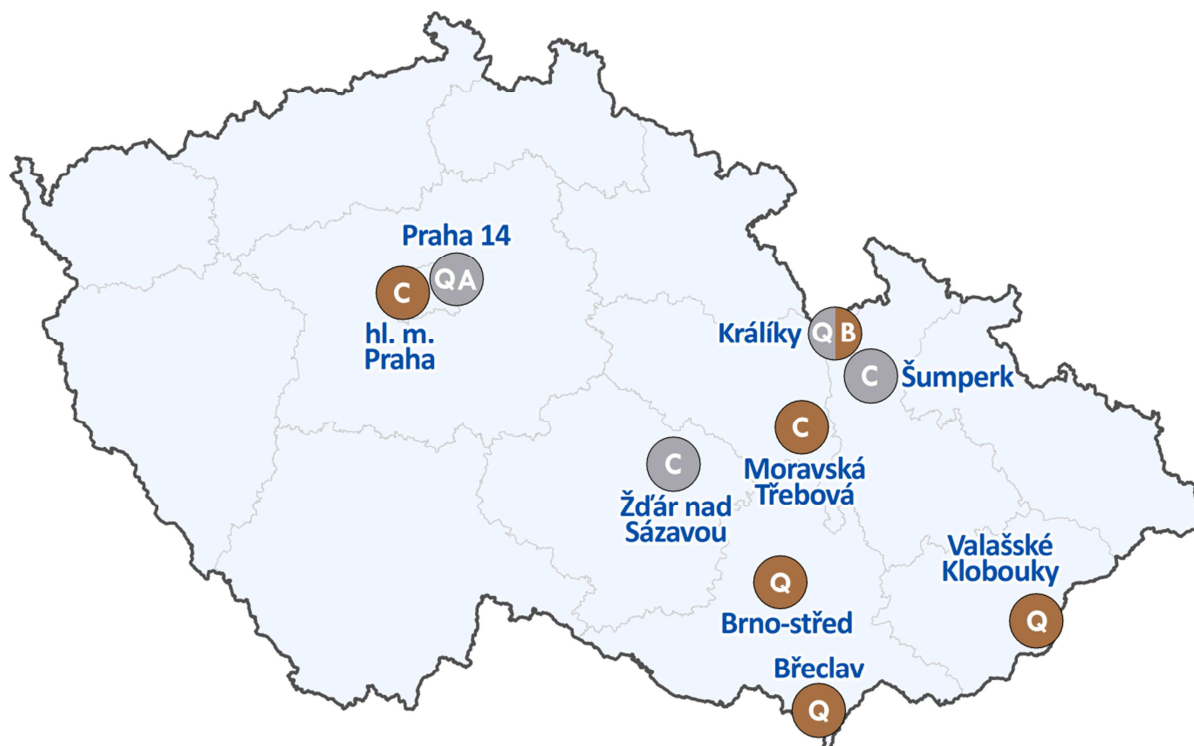 Praha 14
QA
C
hl. m.
Praha
Králíky
Q B
C
Šumperk
C
Moravská
Třebová
C
Žďár nad
Sázavou
Valašské
Klobouky
Q
Q
Brno-střed
Břeclav
Q